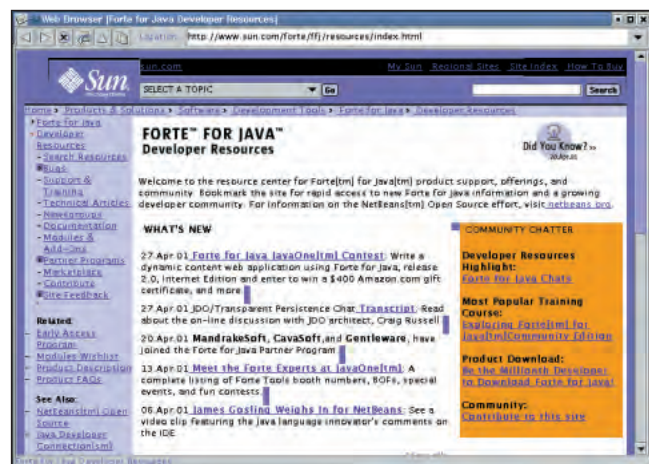 Web Browser [Forte for Java Developer Resources]
Location: http://www.sun.com/forte/ffj/resources/index.html
Sun
sun.com
My Sun Regional Sites Site Index How To Buy
SELECT A TOPIC
Go
Search
Home > Products & Solutions > Software > Development Tools > Forte for Java > Developer Resources
Forte for Java
Developer
Resources
- Search Resources
Bugs
- Support &
Training
- Technical Articles
- Newsgroups
- Documentation
- Modules &
Add-Ons
Partner Programs
- Marketplace
- Contribute
Site Feedback
Related:
- Early Access
Program
- Modules Wishlist
- Product Description
- Product FAQs
See Also:
- NetBeans[tm] Open
Source
- Java Developer
Connection[sm]
FORTE™ FOR JAVA™
Developer Resources
Did You Know? »
20.Apr.01
Welcome to the resource center for Forte[tm] for Java[tm] product support, offerings, and
community. Bookmark the site for rapid access to new Forte for Java information and a growing
developer community. For information on the NetBeans[tm] Open Source effort, visit netbeans.org.
WHAT'S NEW
27.Apr.01 Forte for Java JavaOne[tm] Contest: Write a
dynamic content web application using Forte for Java, release
2.0, Internet Edition and enter to win a $400 Amazon.com gift
certificate, and more
27.Apr.01 JDO/Transparent Persistence Chat Transcript: Read
about the on-line discussion with JDO architect, Craig Russell
20.Apr.01 MandrakeSoft, CavaSoft, and Gentleware, have
joined the Forte for Java Partner Program
13.Apr.01 Meet the Forte Experts at JavaOne[tm]: A
complete listing of Forte Tools booth numbers, BOFs, special
events, and fun contests.
06.Apr.01 James Gosling Weighs In for NetBeans: See a
video clip featuring the Java language innovator's comments on
the IDE
COMMUNITY CHATTER
Developer Resources
Highlight:
Forte for Java Chats
Most Popular Training
Course:
Exploring Forte[tm] for
Java[tm]Community Edition
Product Download:
Be the Millionth Developer
to Download Forte for Java!
Community:
Contribute to this site
Forte for Java Developer Resources